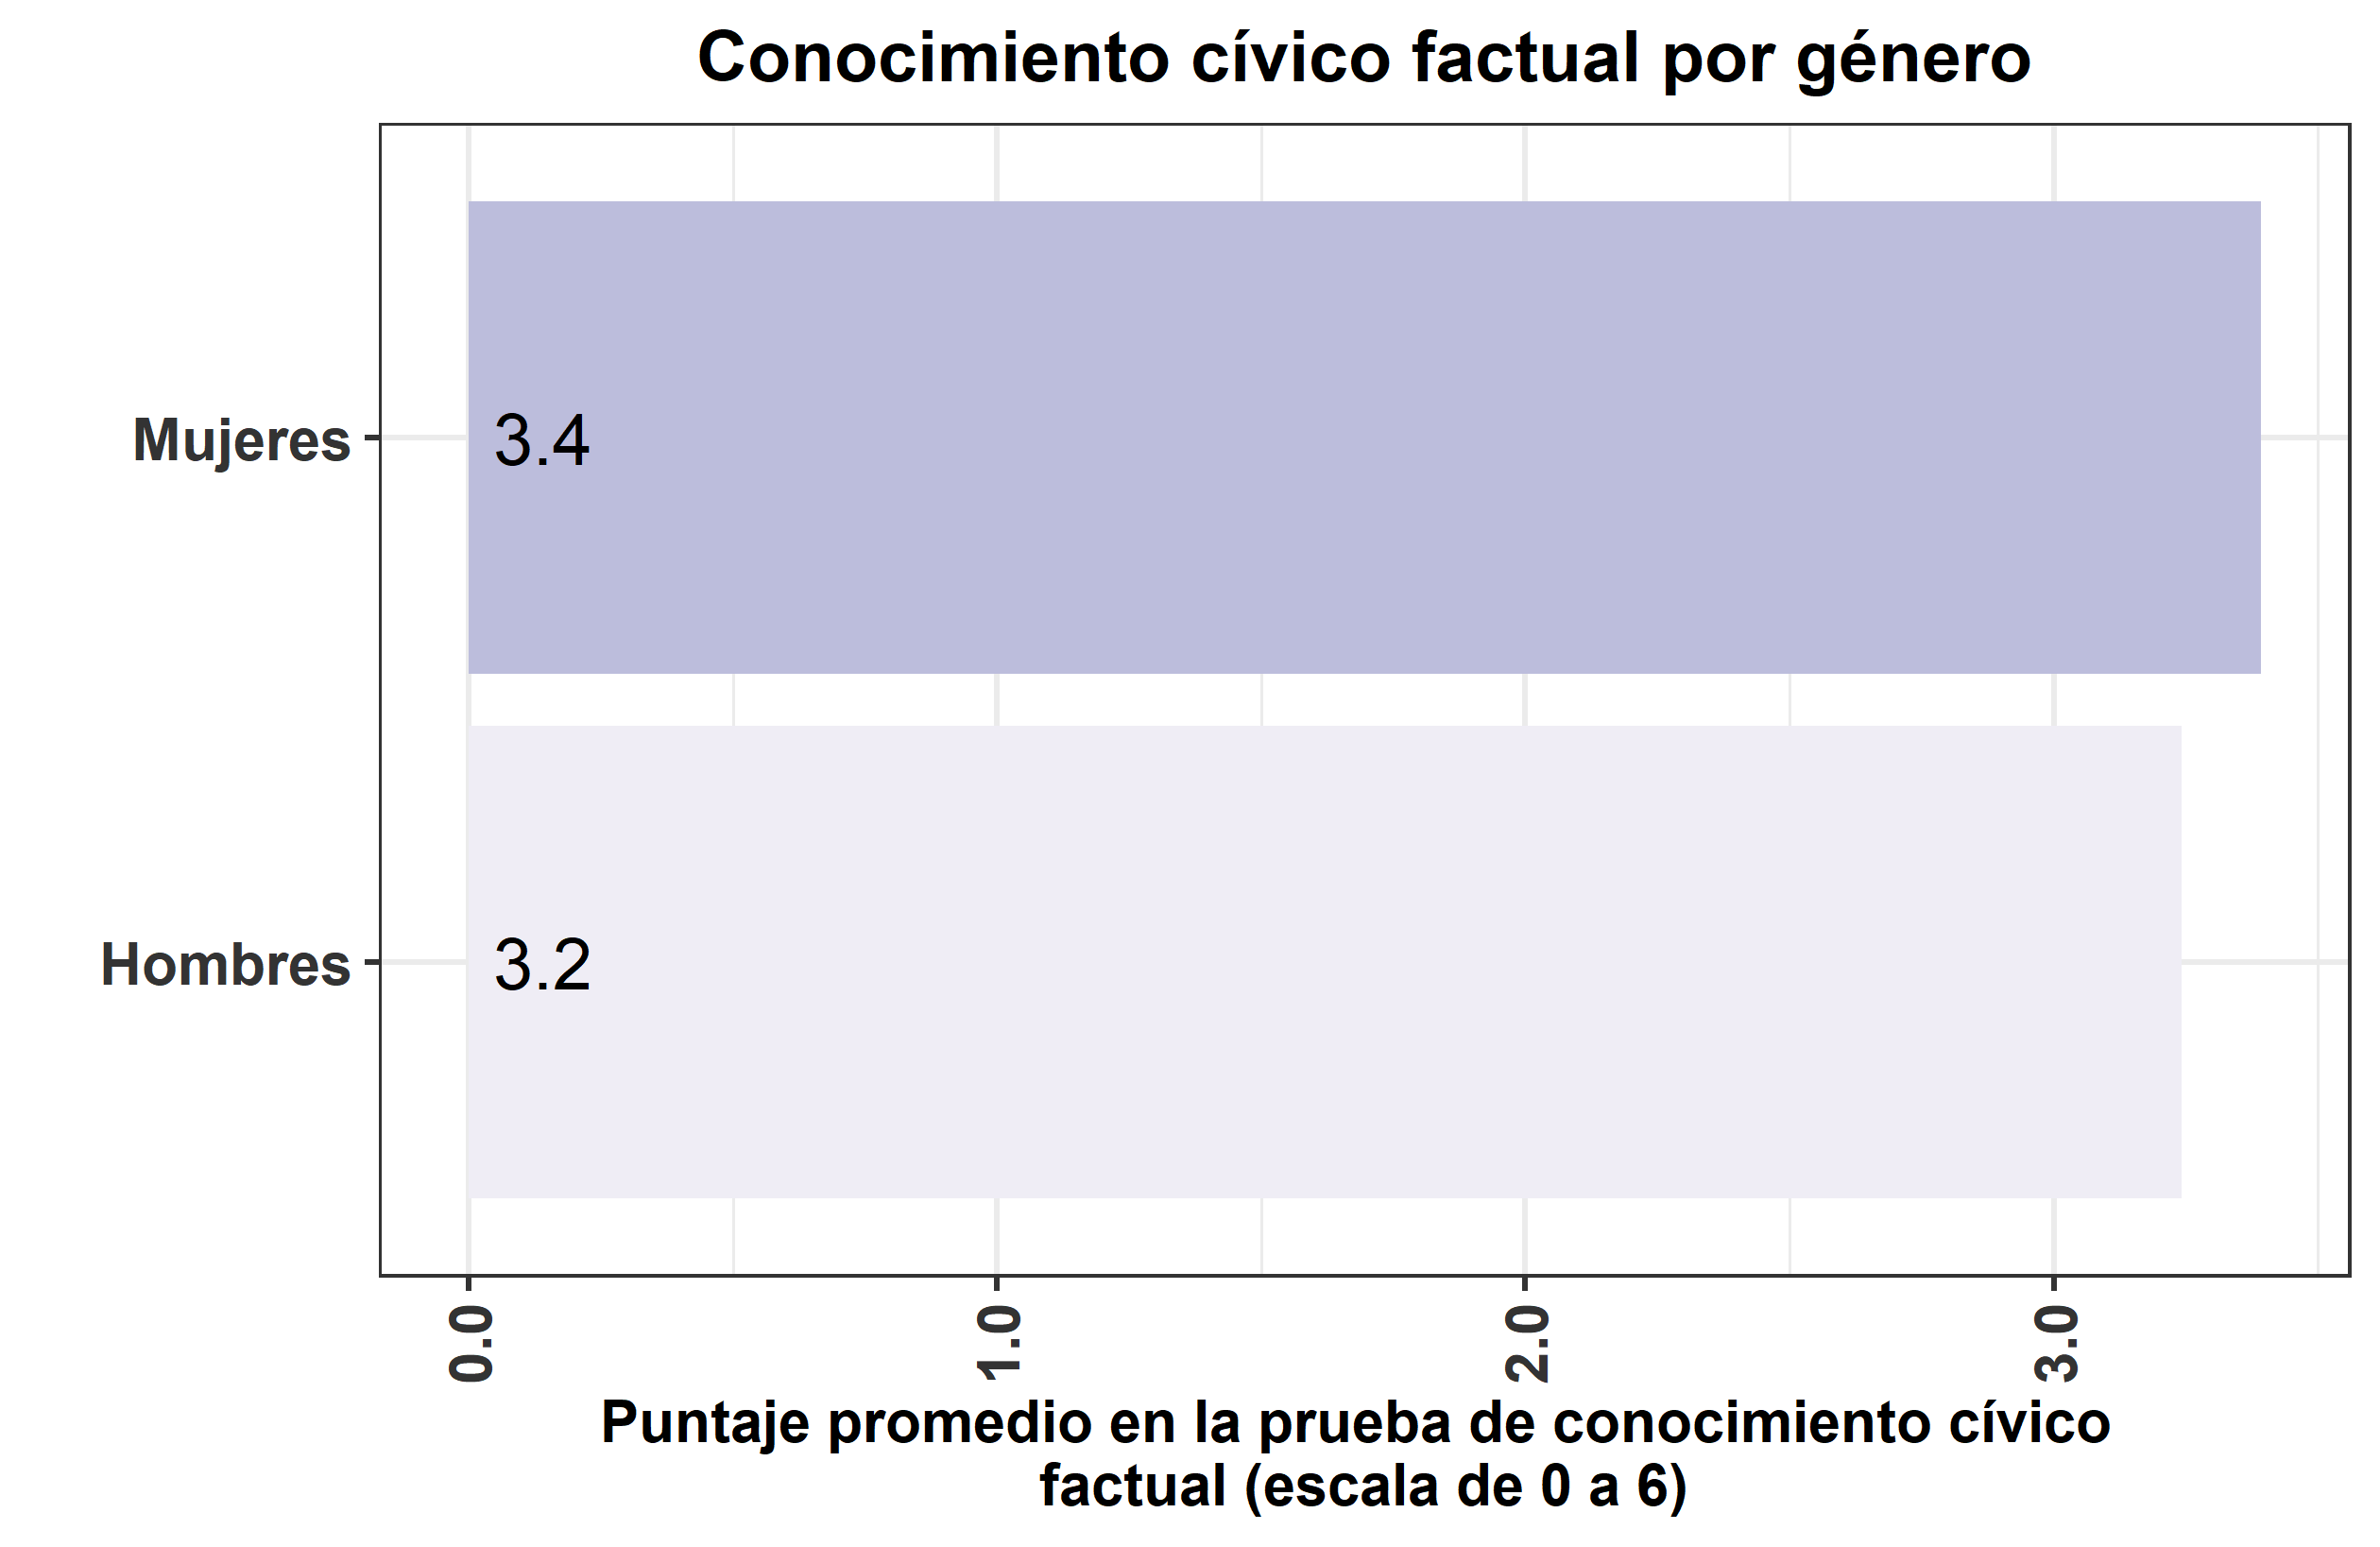 Conocimiento cívico factual por género
Mujeres
3.4
Hombres
3.2
0.0
1.0
2.0
3.0
Puntaje promedio en la prueba de conocimiento cívico
factual (escala de 0 a 6)